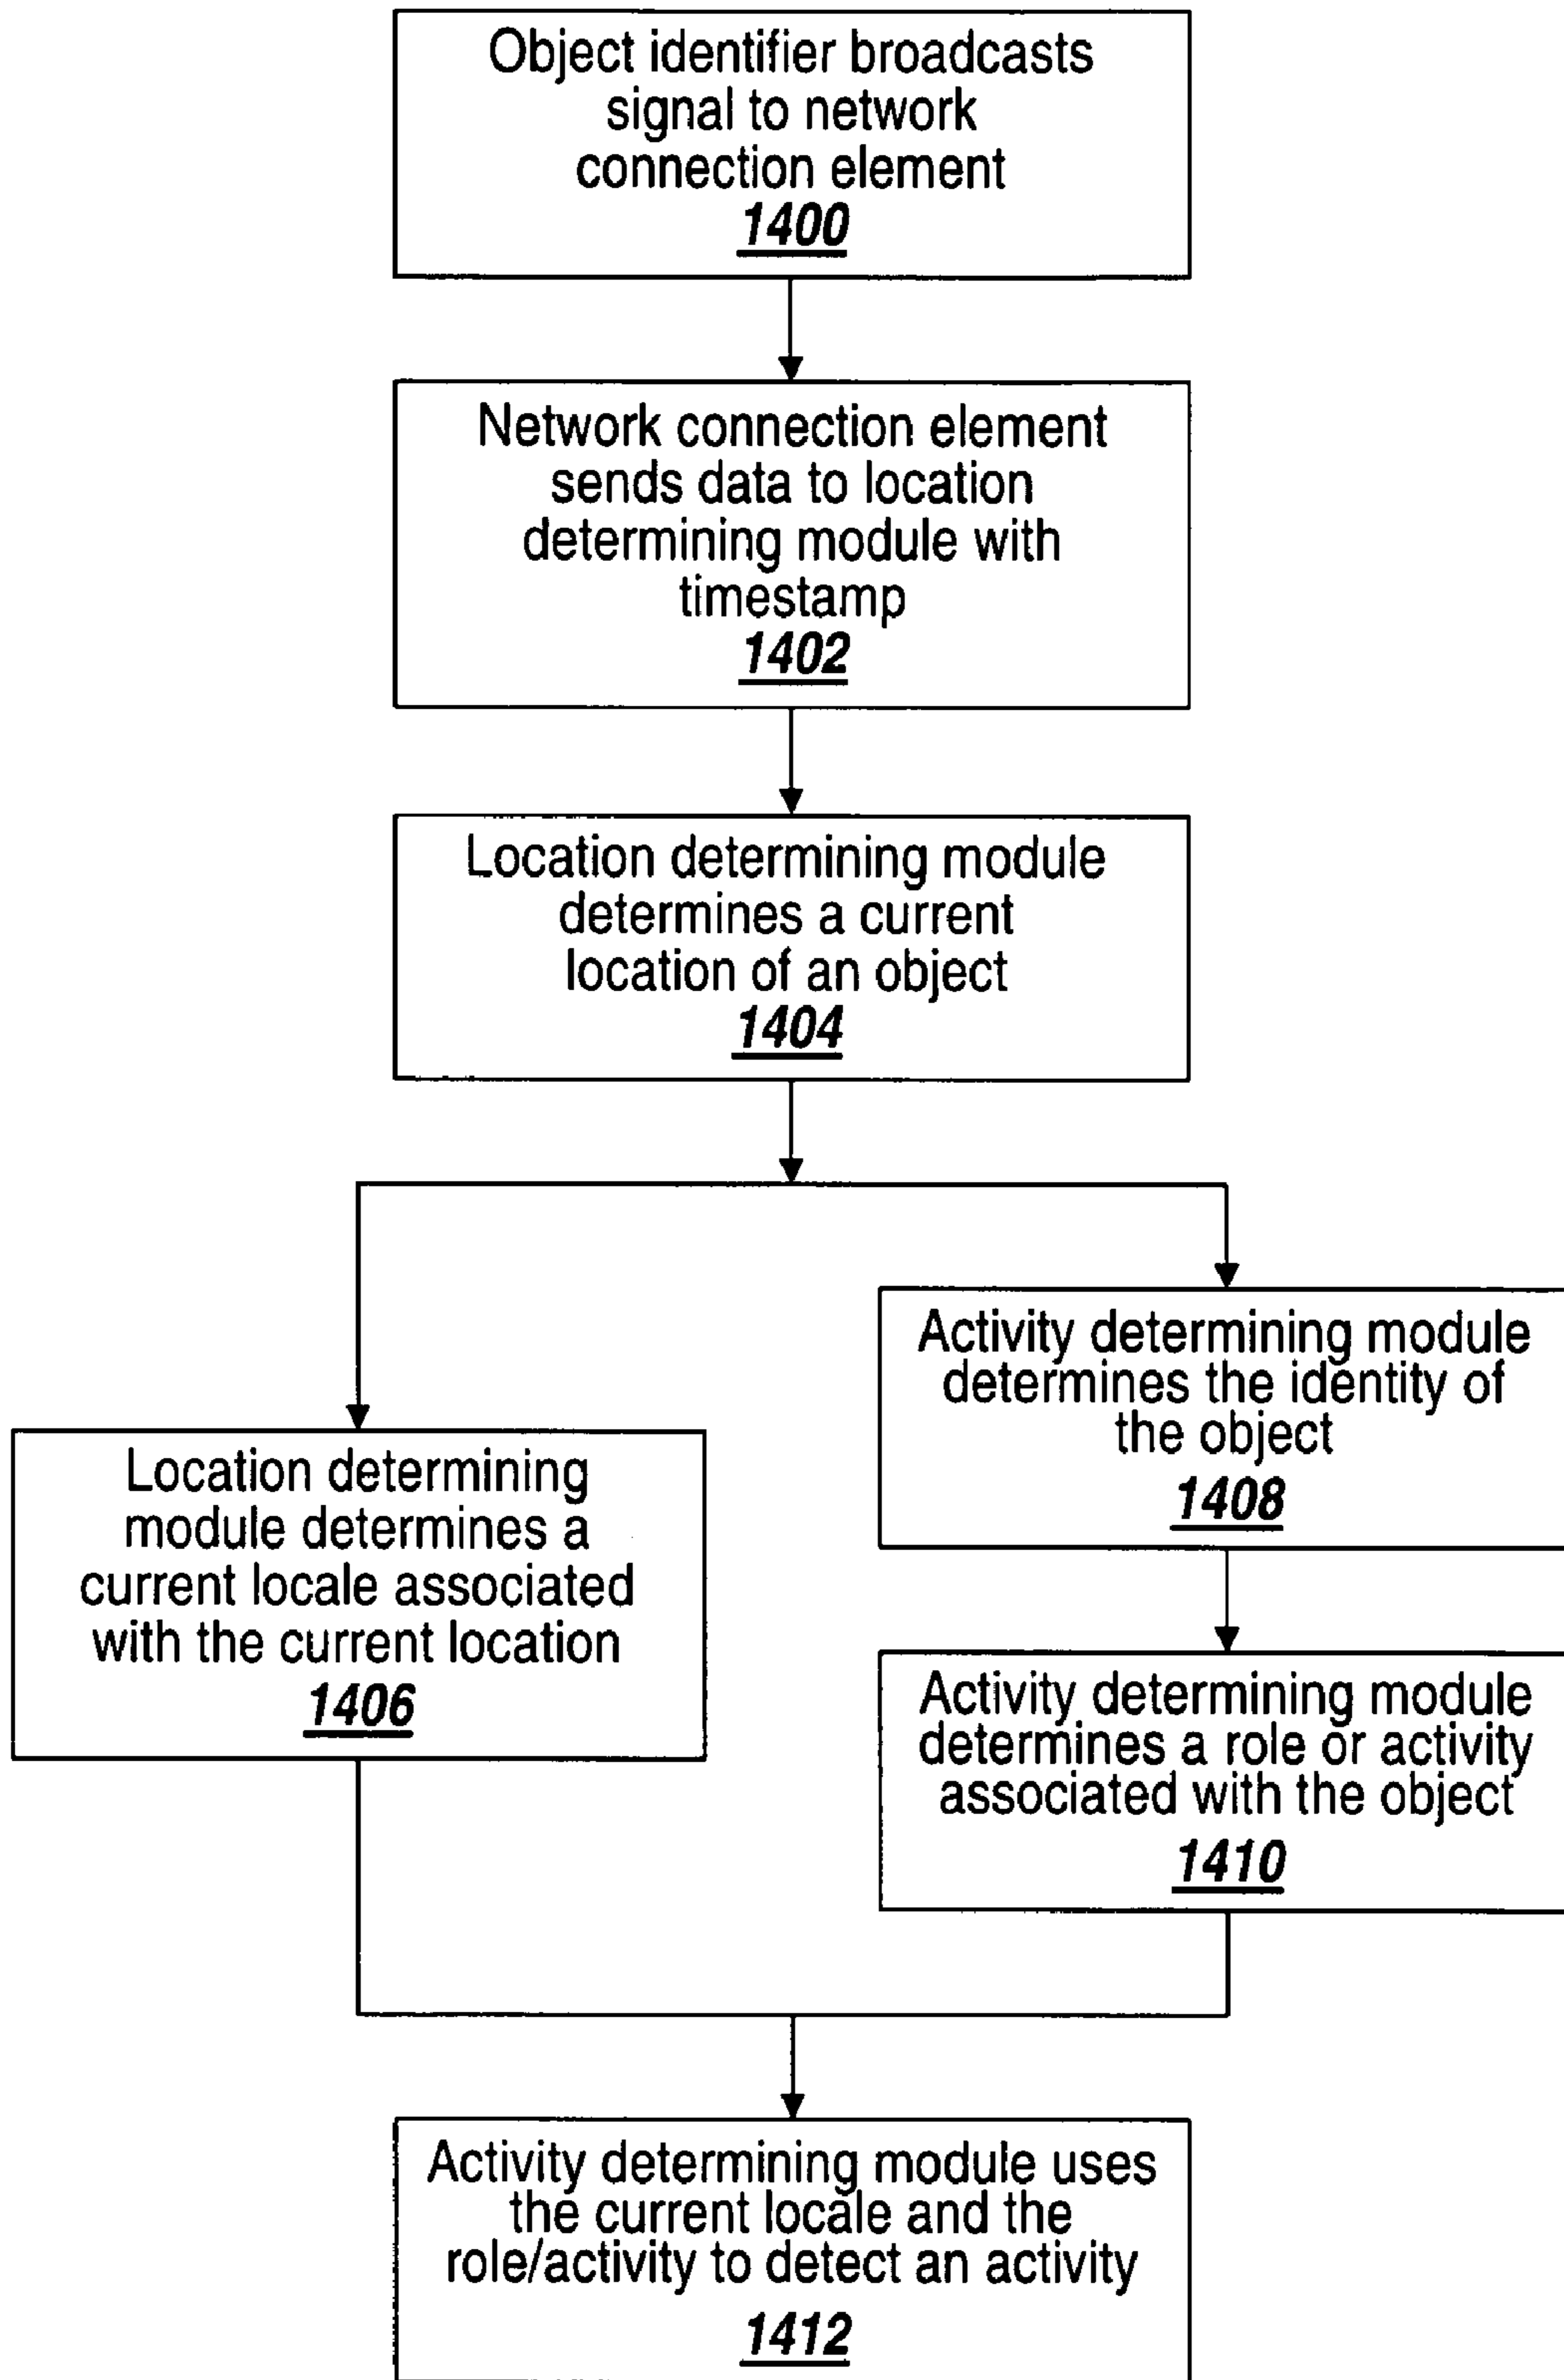 Object identifier broadcasts
signal to network
connection element
1400
Network connection element
sends data to location
determining module with
timestamp
1402
Location determining module
determines a current
location of an object
1404
Activity determining module
determines the identity of
the object
1408
Location determining
module determines a
current locale associated
with the current location
1406
Activity determining module
determines a role or activity
associated with the object
1410
Activity determining module uses
the current locale and the
role/activity to detect an activity
1412